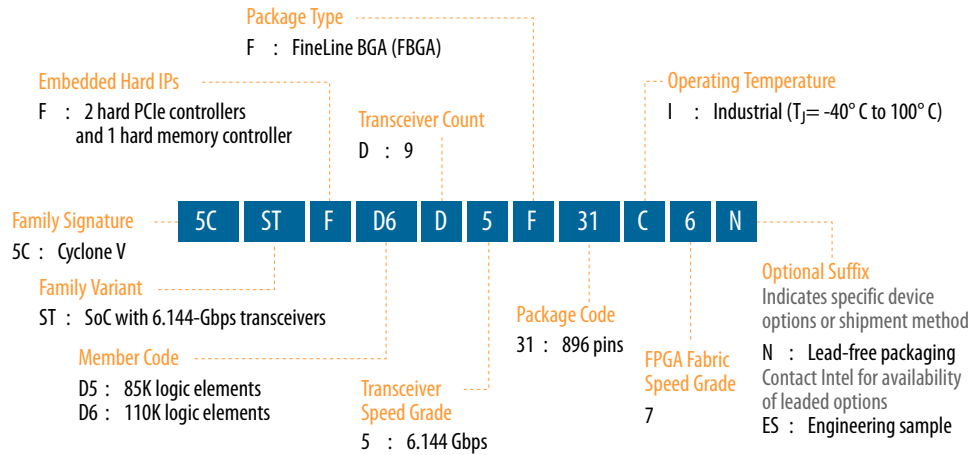 Package Type
F : FineLine BGA (FBGA)
Embedded Hard IPs
F : 2 hard PCIe controllers
and 1 hard memory controller
Transceiver Count
D : 9
Operating Temperature
I : Industrial (TJ= -40° C to 100° C)
Family Signature
5C : Cyclone V
5C ST F D6 D 5 F 31 C 6 N
Family Variant
ST : SoC with 6.144-Gbps transceivers
Member Code
D5 : 85K logic elements
D6 : 110K logic elements
Transceiver
Speed Grade
5 : 6.144 Gbps
Package Code
31 : 896 pins
FPGA Fabric
Speed Grade
7
Optional Suffix
Indicates specific device
options or shipment method
N : Lead-free packaging
Contact Intel for availability
of leaded options
ES : Engineering sample